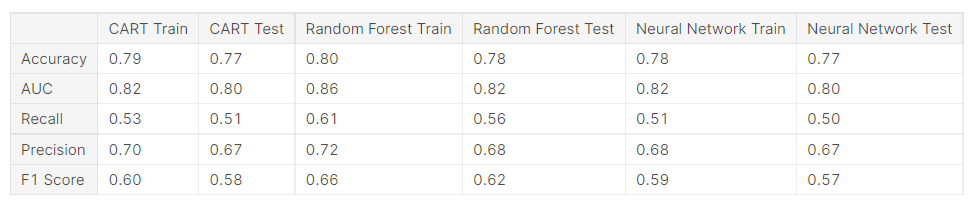 CART Train CART Test Random Forest Train Random Forest Test Neural Network Train Neural Network Test
Accuracy 0.79 0.77 0.80 0.78 0.78 0.77
AUC 0.82 0.80 0.86 0.82 0.82 0.80
Recall 0.53 0.51 0.61 0.56 0.51 0.50
Precision 0.70 0.67 0.72 0.68 0.68 0.67
F1 Score 0.60 0.58 0.66 0.62 0.59 0.57